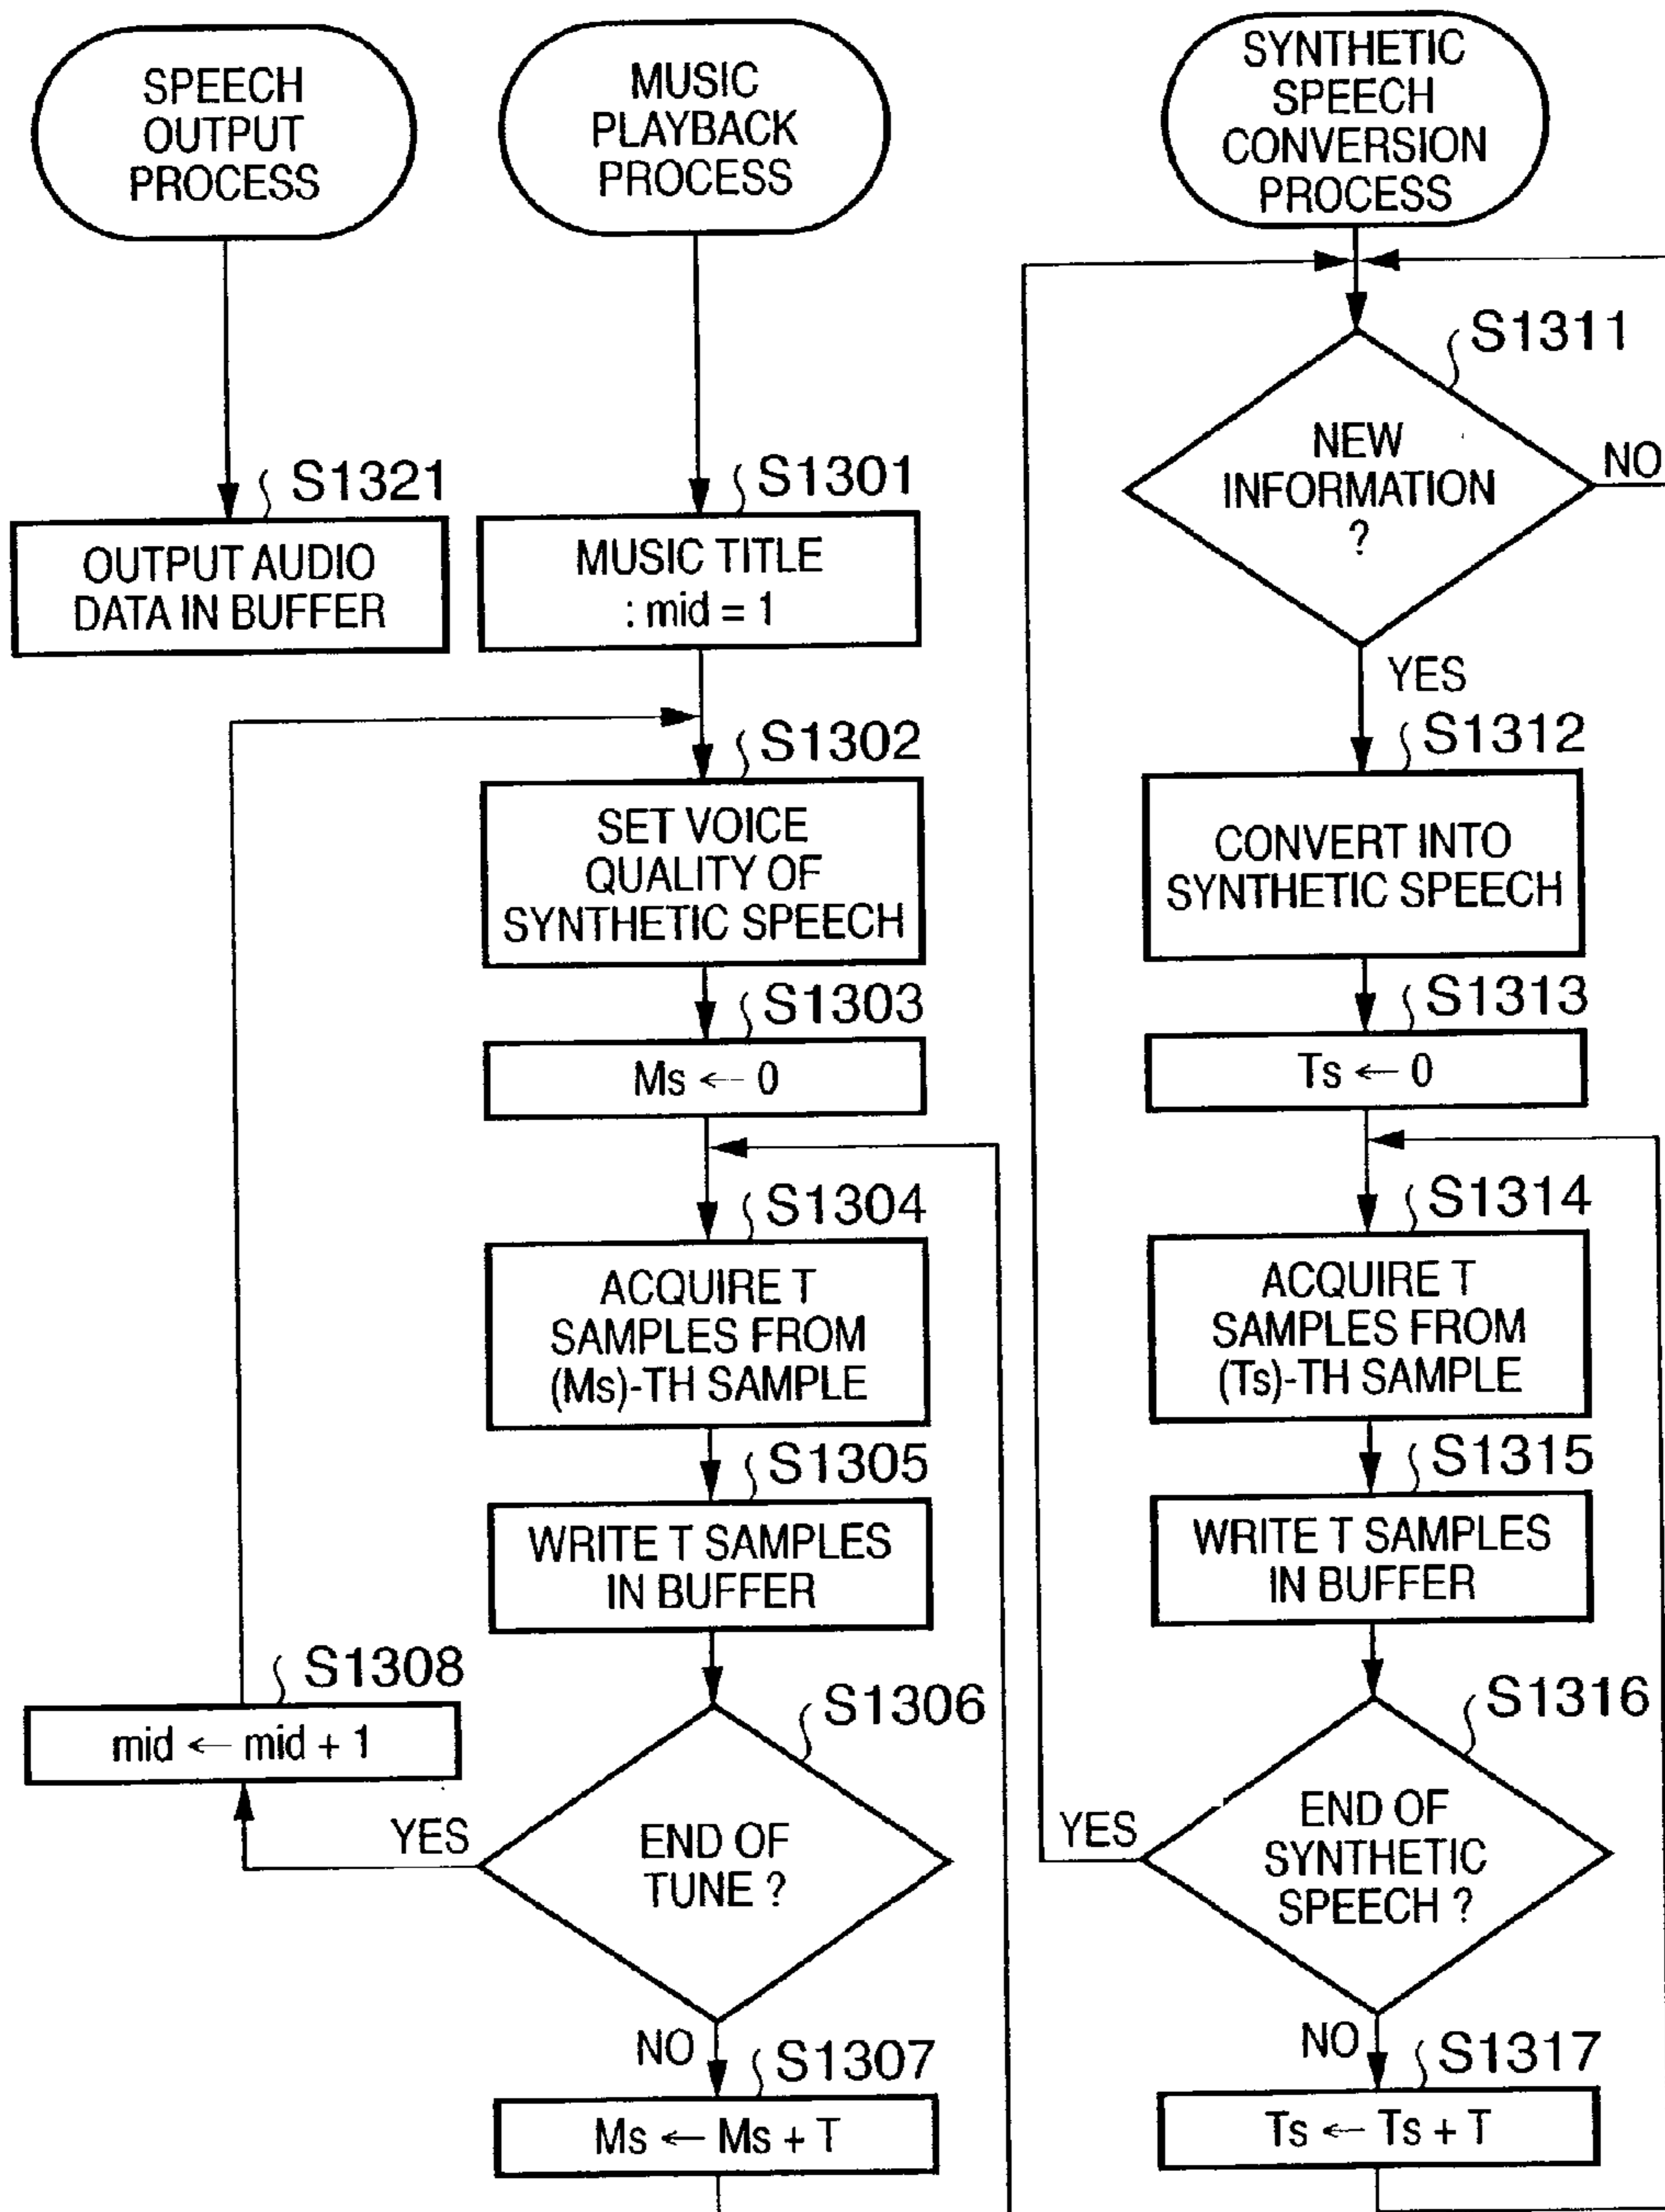 SPEECH
OUTPUT
PROCESS
S1321
OUTPUT AUDIO
DATA IN BUFFER
MUSIC
PLAYBACK
PROCESS
S1301
MUSIC TITLE
: mid = 1
S1302
SET VOICE
QUALITY OF
SYNTHETIC SPEECH
S1303
Ms ← 0
S1304
ACQUIRE T
SAMPLES FROM
(Ms)-TH SAMPLE
S1305
WRITE T SAMPLES
IN BUFFER
S1306
END OF
TUNE ?
YES
S1308
mid ← mid + 1
NO
S1307
Ms ← Ms + T
SYNTHETIC
SPEECH
CONVERSION
PROCESS
S1311
NEW
INFORMATION
?
NO
YES
S1312
CONVERT INTO
SYNTHETIC SPEECH
S1313
Ts ← 0
S1314
ACQUIRE T
SAMPLES FROM
(Ts)-TH SAMPLE
S1315
WRITE T SAMPLES
IN BUFFER
S1316
END OF
SYNTHETIC
SPEECH ?
YES
NO
S1317
Ts ← Ts + T